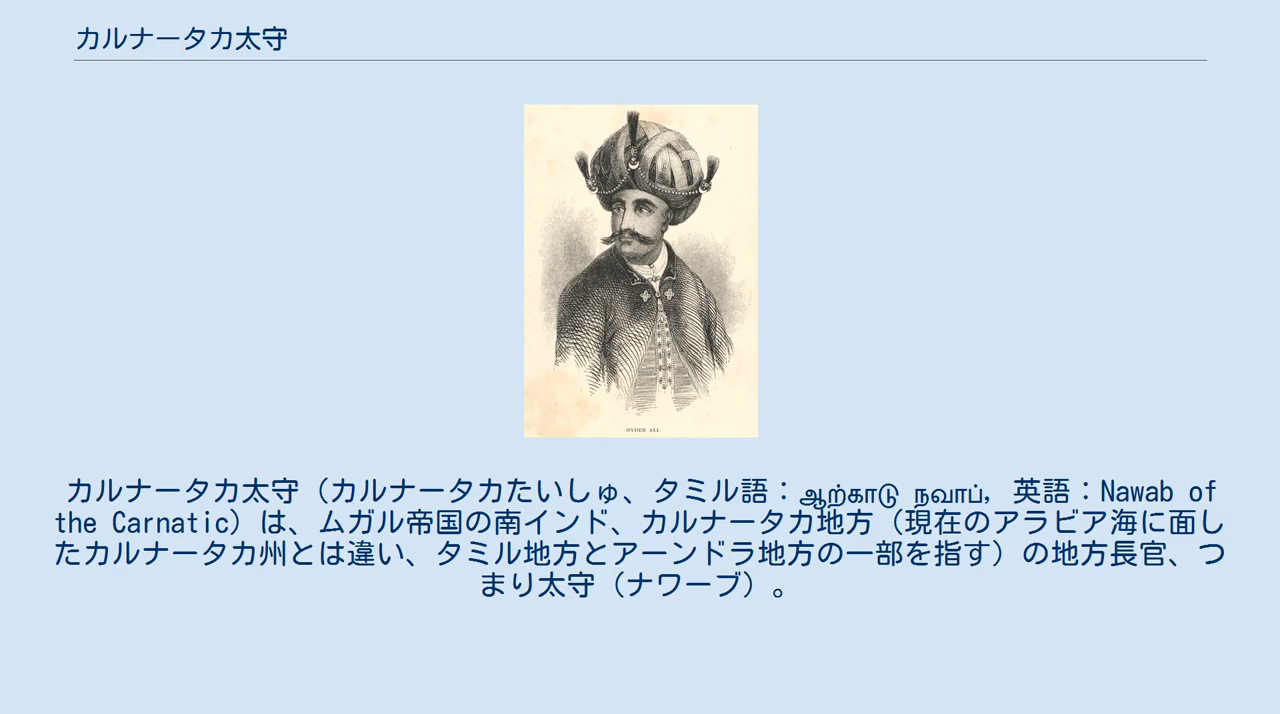 カルナータカ太守
HYDER ALI.
カルナータカ太守（カルナータカたいしゅ、タミル語：ஆற்காடு நவாப், 英語：Nawab of
the Carnatic）は、ムガル帝国の南インド、カルナータカ地方（現在のアラビア海に面し
たカルナータカ州とは違い、タミル地方とアーンドラ地方の一部を指す）の地方長官、つ
まり太守（ナワーブ）。